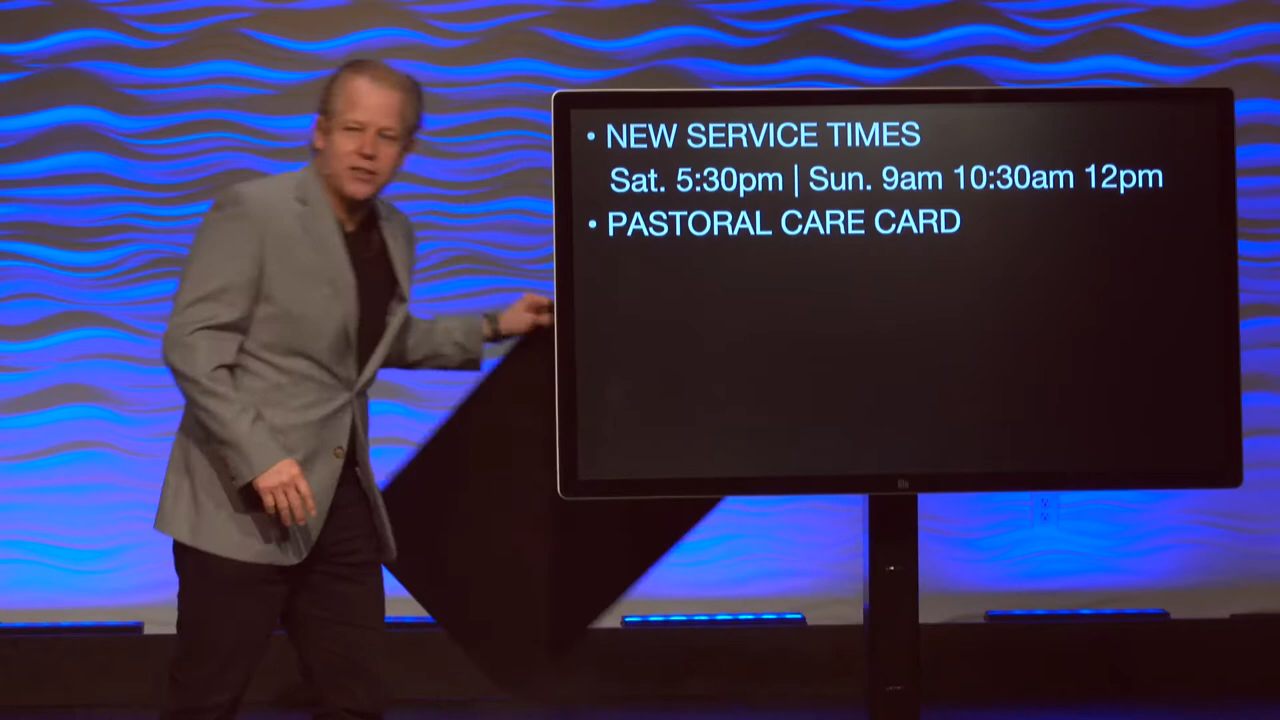 • NEW SERVICE TIMES
Sat. 5:30pm | Sun. 9am 10:30am 12pm
• PASTORAL CARE CARD